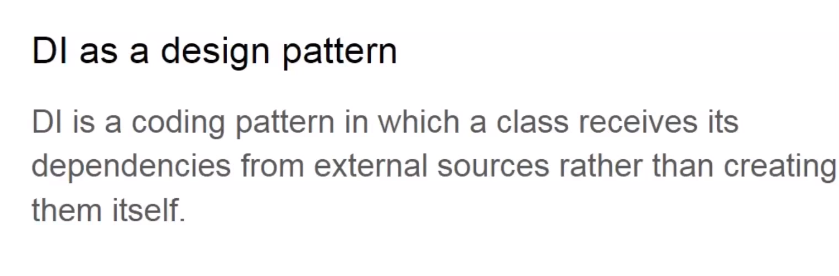 DI as a design pattern
DI is a coding pattern in which a class receives its
dependencies from external sources rather than creating
them itself.